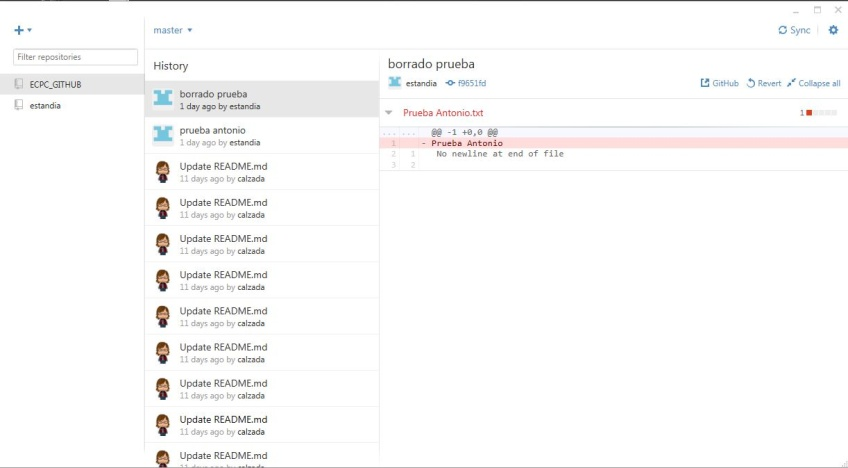 master
Sync
Filter repositories
ECPC_GITHUB
estandia
History
borrado prueba
1 day ago by estandia
prueba antonio
1 day ago by estandia
Update README.md
11 days ago by calzada
Update README.md
11 days ago by calzada
Update README.md
11 days ago by calzada
Update README.md
11 days ago by calzada
Update README.md
11 days ago by calzada
Update README.md
11 days ago by calzada
Update README.md
11 days ago by calzada
Update README.md
11 days ago by calzada
Update README.md
11 days ago by calzada
borrado prueba
estandia f9651fd GitHub Revert Collapse all
Prueba Antonio.txt 1
... ... @@ -1 +0,0 @@
1 - Prueba Antonio
2 1 No newline at end of file
3 2